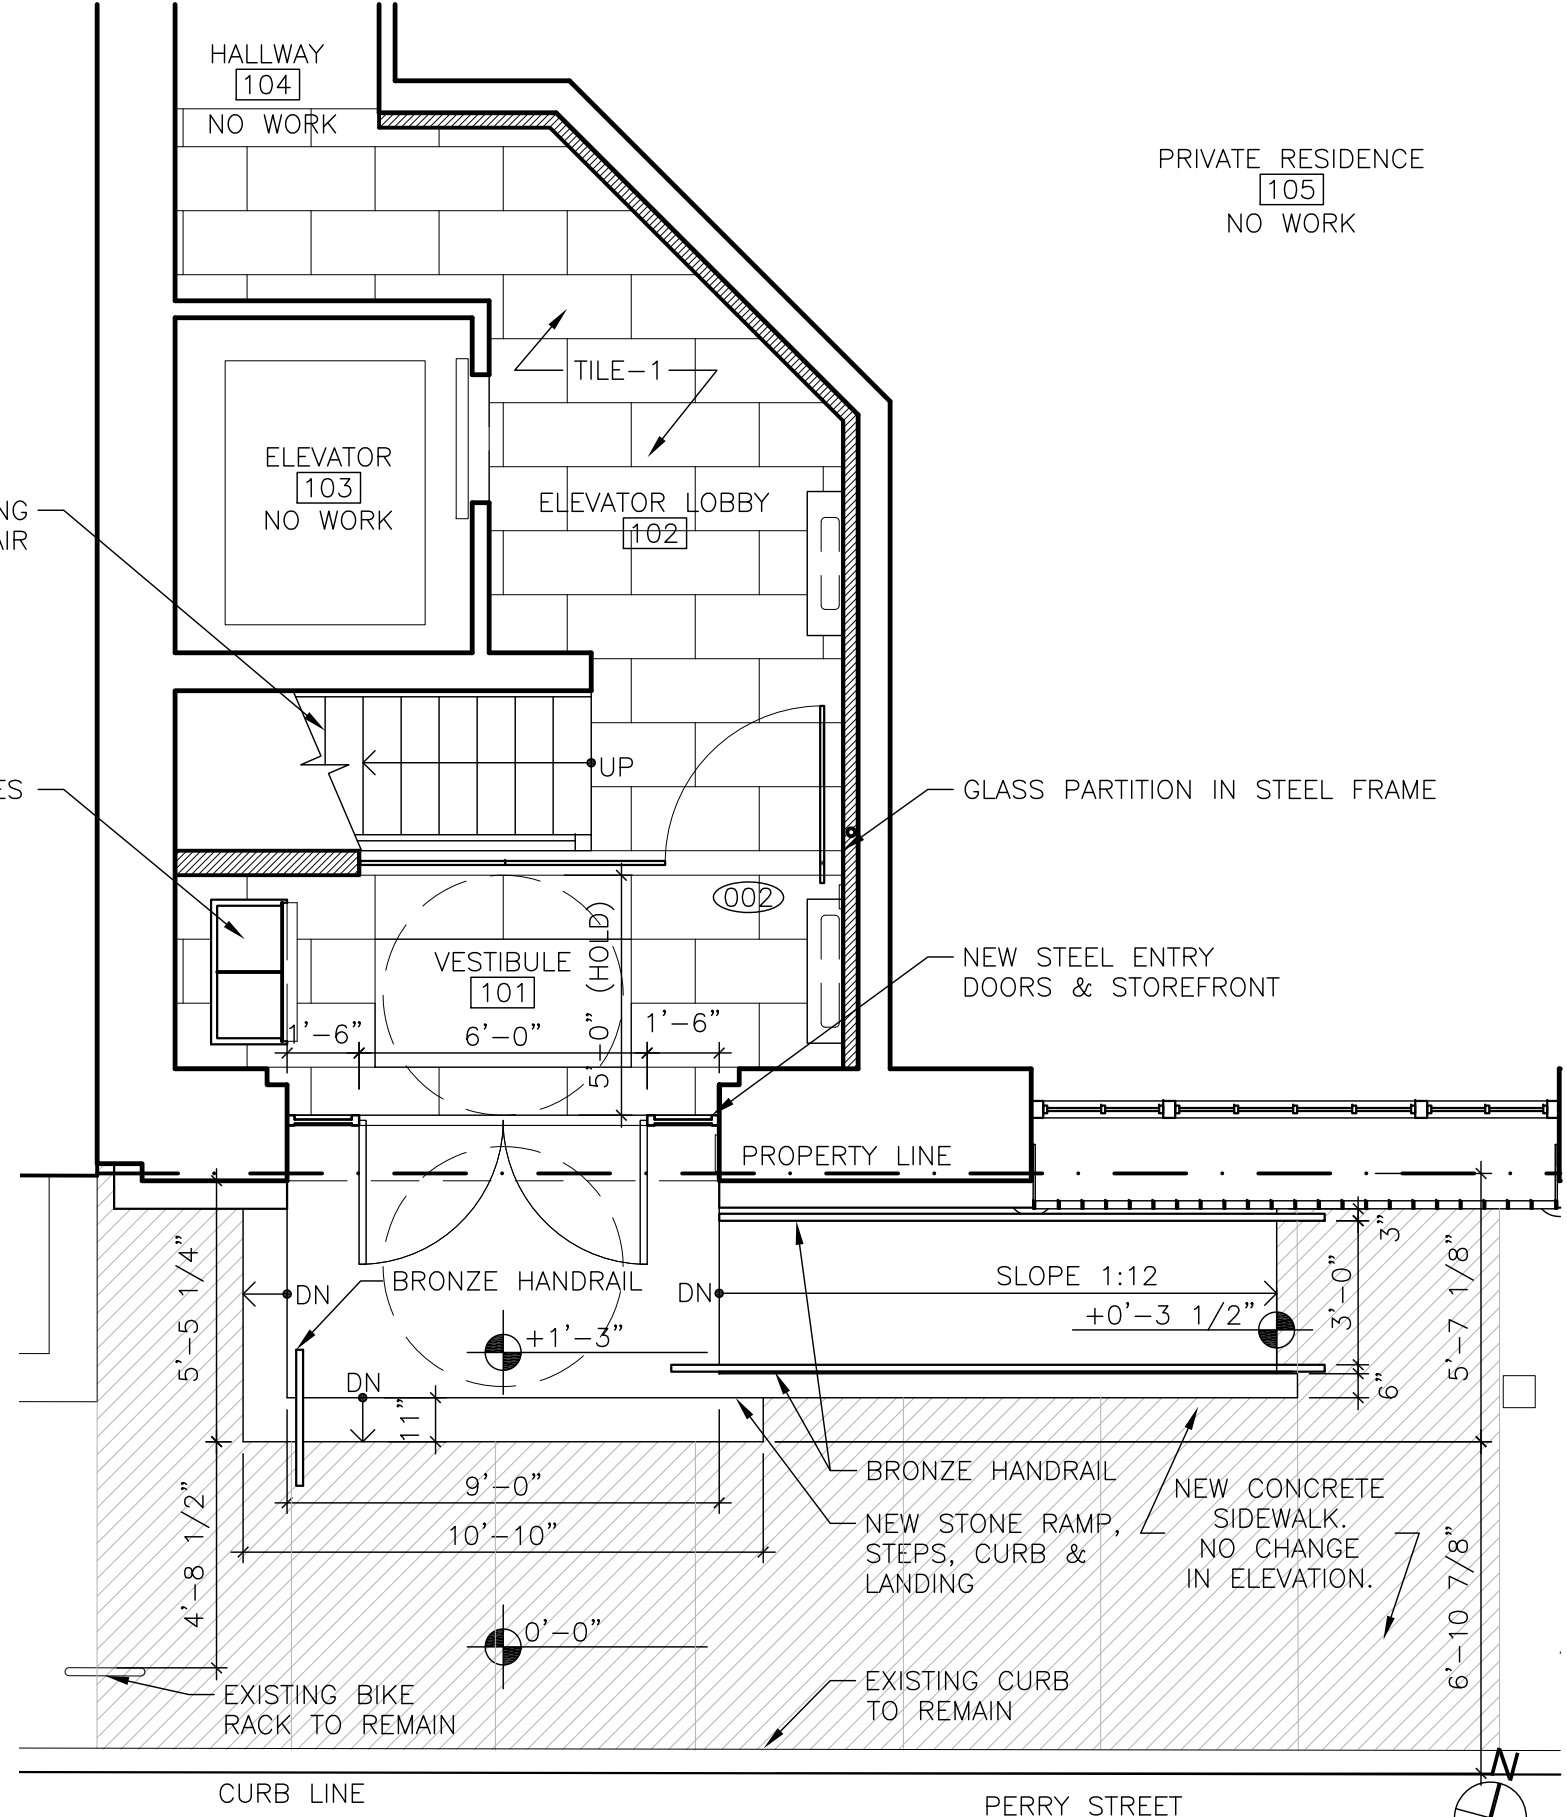 HALLWAY
104
NO WORK
PRIVATE RESIDENCE
105
NO WORK
TILE-1
ELEVATOR
103
NO WORK
ELEVATOR LOBBY
102
UP
GLASS PARTITION IN STEEL FRAME
002
VESTIBULE
101
5'-0" (HOLD)
NEW STEEL ENTRY
DOORS & STOREFRONT
1'-6"
6'-0"
1'-6"
PROPERTY LINE
5'-5 1/4"
DN
BRONZE HANDRAIL
DN
SLOPE 1:12
+0'-3 1/2"
3"
3'-0"
5'-7 1/8"
+1'-3"
DN
11"
6"
BRONZE HANDRAIL
9'-0"
10'-10"
NEW STONE RAMP,
STEPS, CURB &
LANDING
NEW CONCRETE
SIDEWALK.
NO CHANGE
IN ELEVATION.
4'-8 1/2"
6'-10 7/8"
0'-0"
EXISTING BIKE
RACK TO REMAIN
EXISTING CURB
TO REMAIN
CURB LINE
PERRY STREET
N